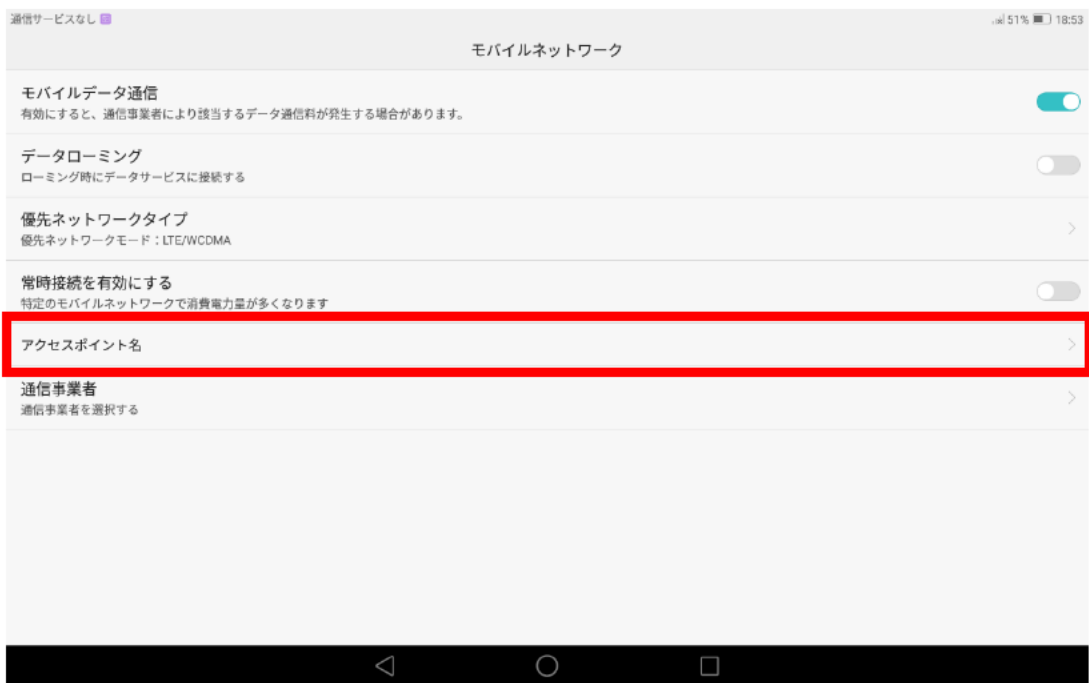 通信サービスなし
51% 18:53
モバイルネットワーク
モバイルデータ通信
有効にすると、通信事業者により該当するデータ通信料が発生する場合があります。
データローミング
ローミング時にデータサービスに接続する
優先ネットワークタイプ
優先ネットワークモード：LTE/WCDMA
常時接続を有効にする
特定のモバイルネットワークで消費電力量が多くなります
アクセスポイント名
通信事業者
通信事業者を選択する